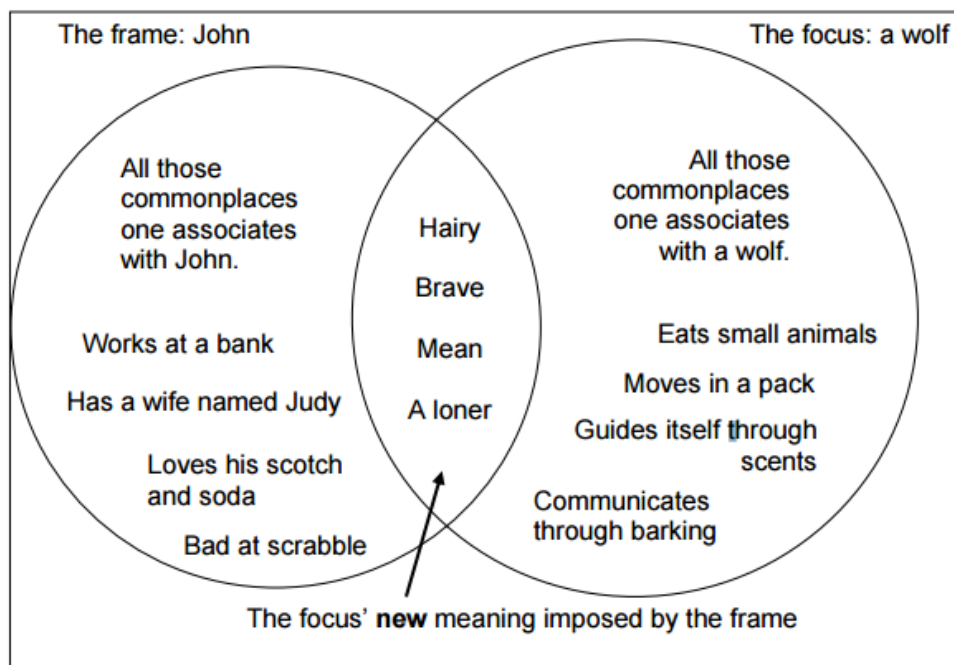 The frame: John
The focus: a wolf
All those
commonplaces
one associates
with John.
Works at a bank
Has a wife named Judy
Loves his scotch
and soda
Bad at scrabble
Hairy
Brave
Mean
A loner
All those
commonplaces
one associates
with a wolf.
Eats small animals
Moves in a pack
Guides itself through
scents
Communicates
through barking
The focus’ new meaning imposed by the frame